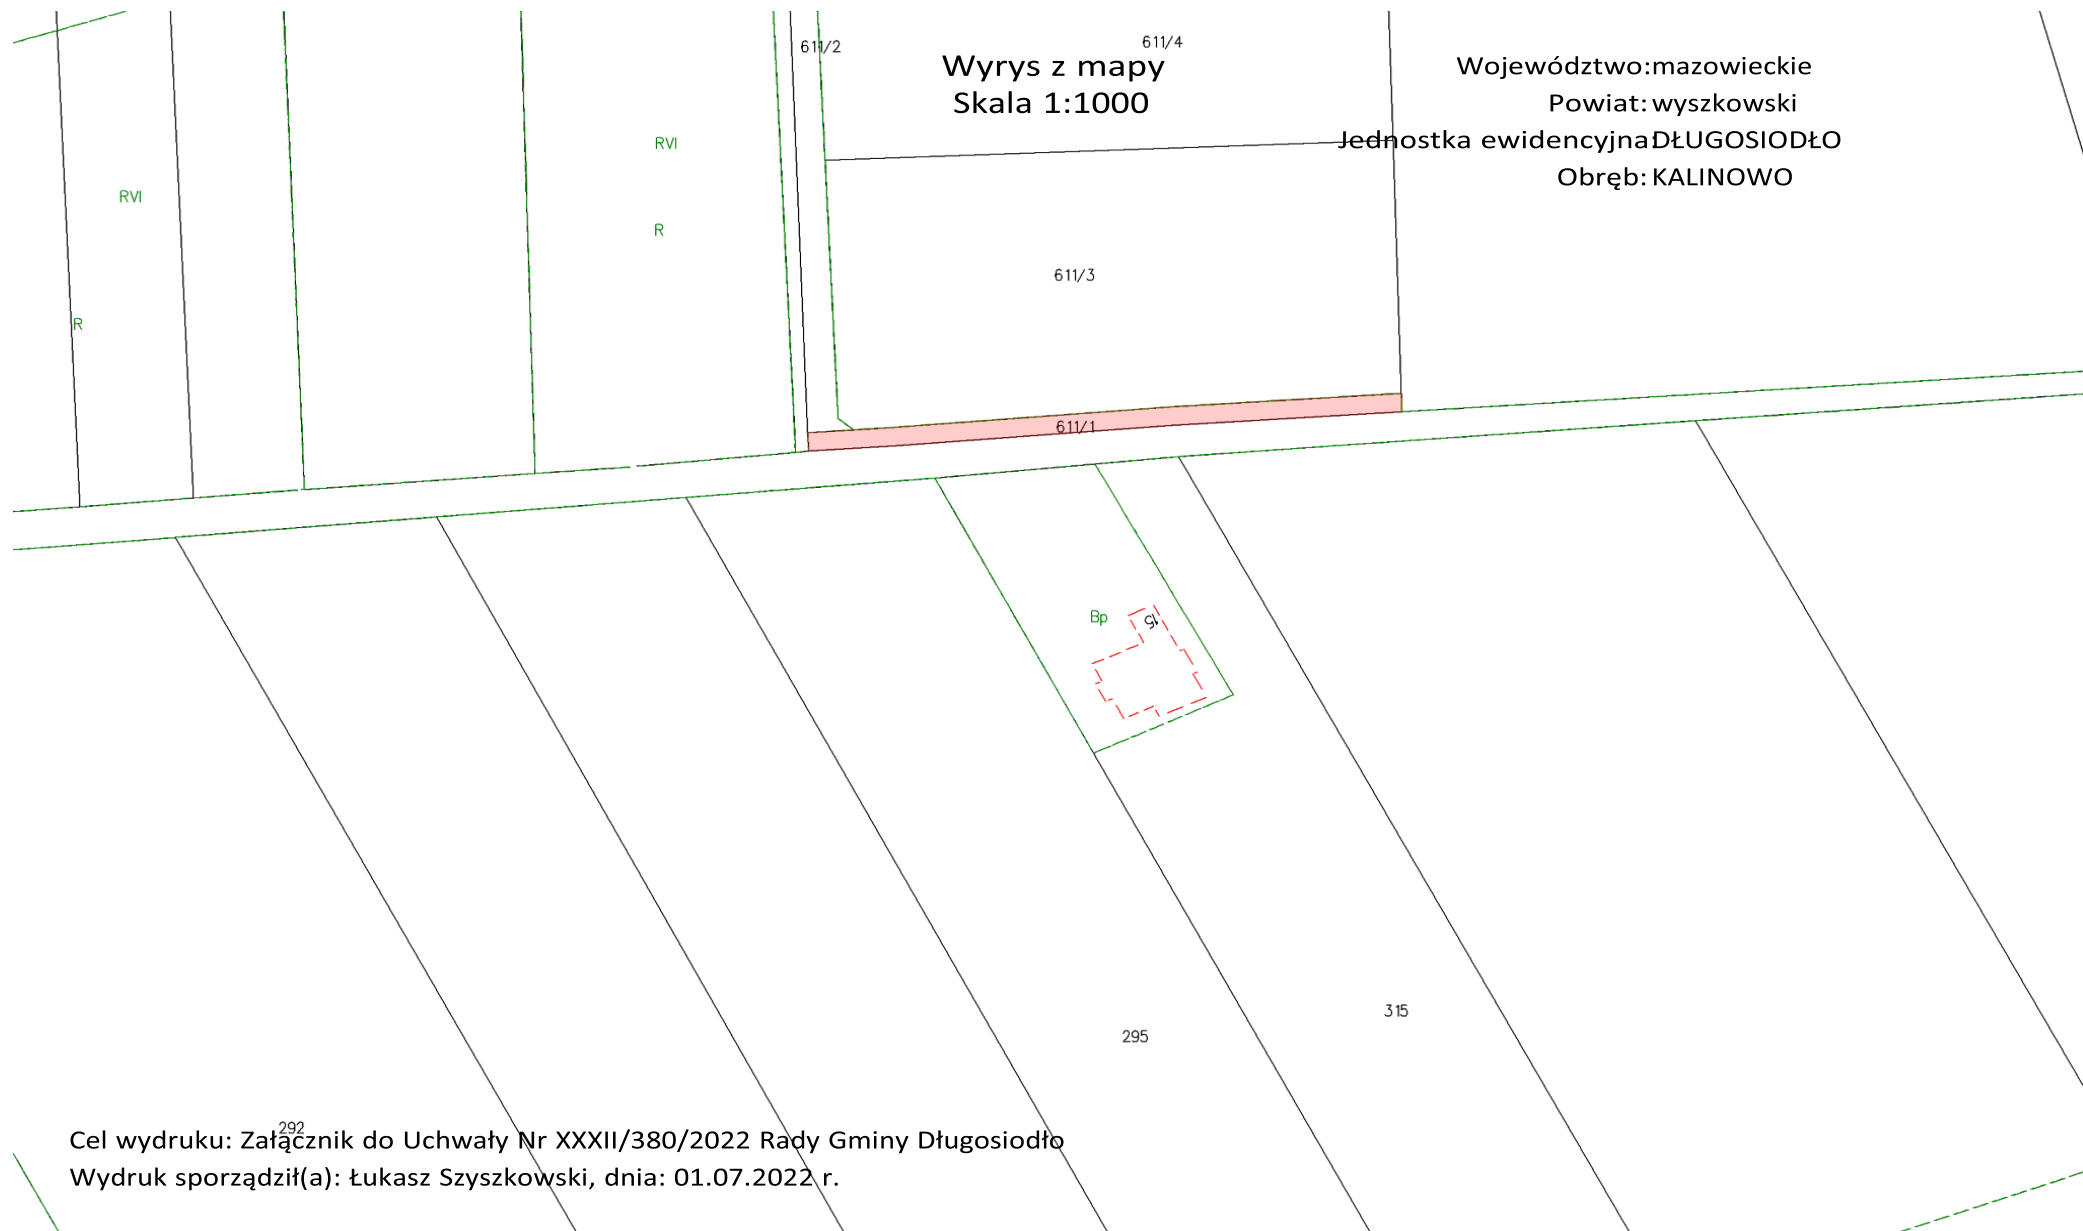 611/2
611/4
Wyrys z mapy
Skala 1:1000
Województwo: mazowieckie
Powiat: wyszkowski
Jednostka ewidencyjna: DŁUGOSIODŁO
Obręb: KALINOWO
RVI
RVI
R
611/3
R
611/1
Bp
15
315
295
292
Cel wydruku: Załącznik do Uchwały Nr XXXII/380/2022 Rady Gminy Długosiodło
Wydruk sporządził(a): Łukasz Szyszkowski, dnia: 01.07.2022 r.